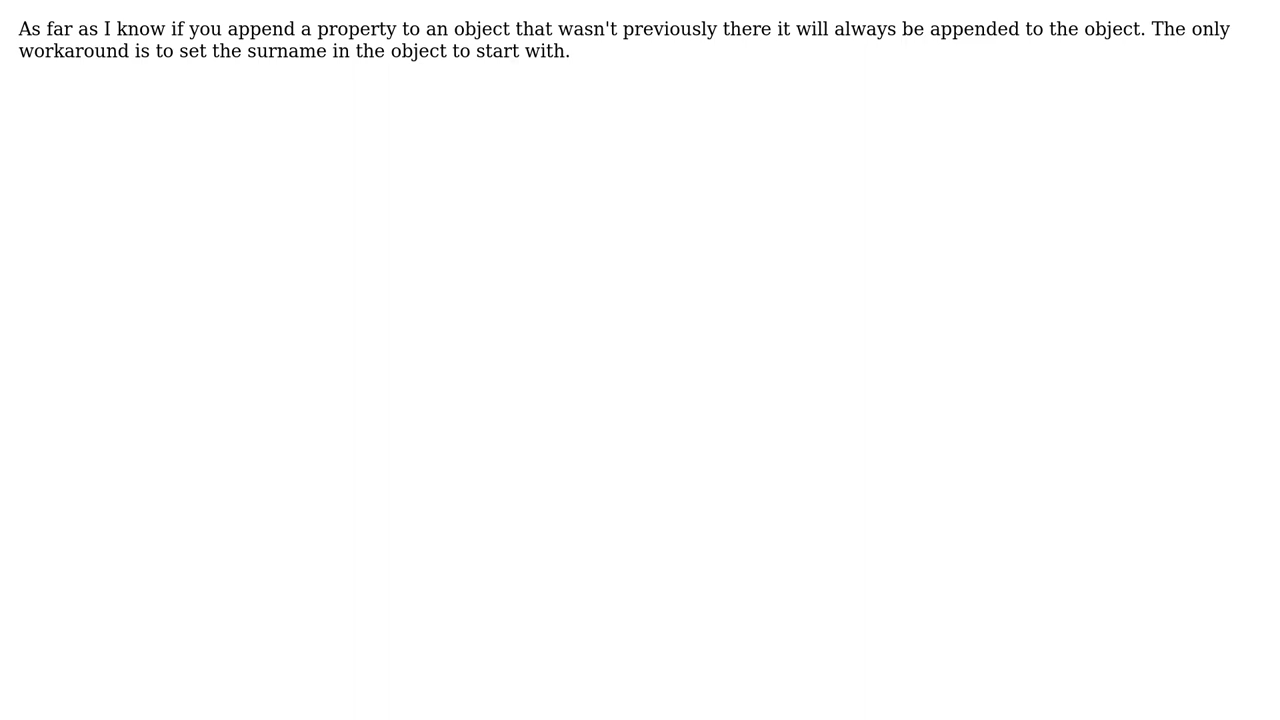 As far as I know if you append a property to an object that wasn't previously there it will always be appended to the object. The only
workaround is to set the surname in the object to start with.